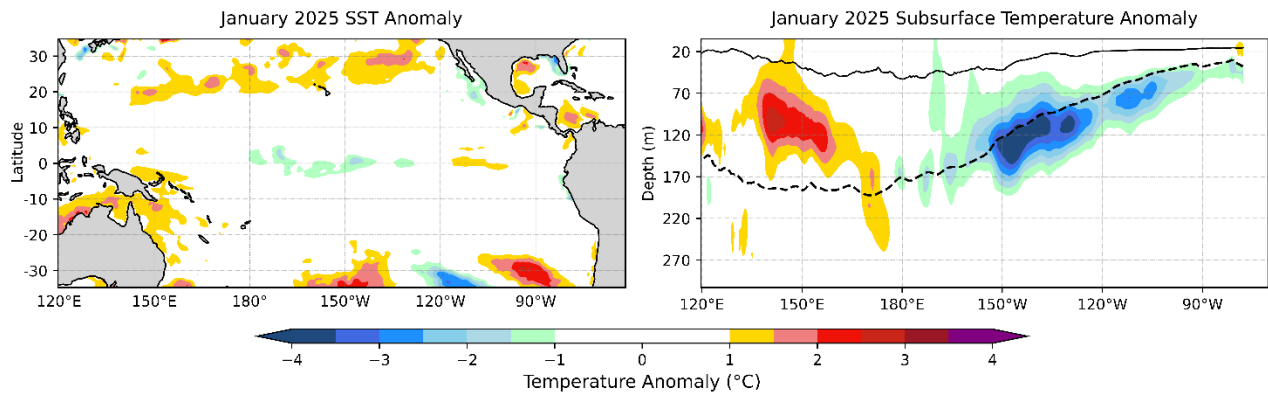 January 2025 SST Anomaly
January 2025 Subsurface Temperature Anomaly
Latitude
30
20
10
0
-10
-20
-30
120°E
150°E
180°
150°W
120°W
90°W
Depth (m)
20
70
120
170
220
270
120°E
150°E
180°E
150°W
120°W
90°W
−4
−3
−2
−1
0
1
2
3
4
Temperature Anomaly (°C)